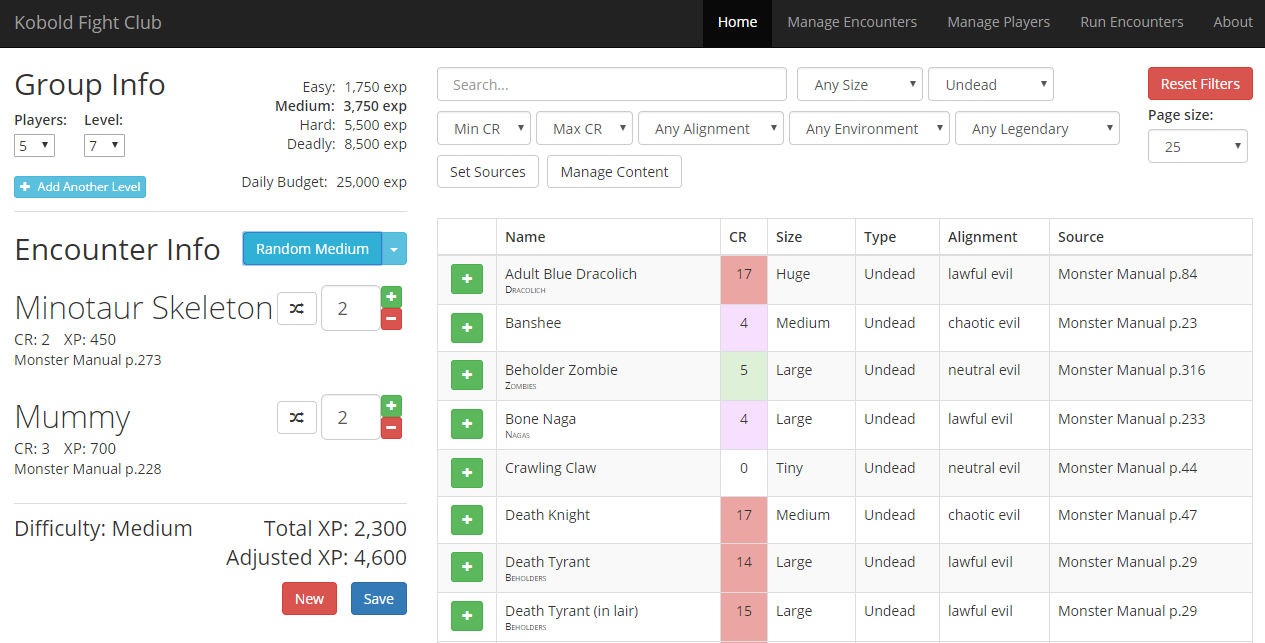 Kobold Fight Club
Home Manage Encounters Manage Players Run Encounters About
Group Info
Players: Level:
5 7
Add Another Level
Easy: 1,750 exp
Medium: 3,750 exp
Hard: 5,500 exp
Deadly: 8,500 exp
Daily Budget: 25,000 exp
Encounter Info Random Medium
Minotaur Skeleton 2
CR: 2 XP: 450
Monster Manual p.273
Mummy 2
CR: 3 XP: 700
Monster Manual p.228
Difficulty: Medium Total XP: 2,300
Adjusted XP: 4,600
New Save
Search... Any Size Undead
Min CR Max CR Any Alignment Any Environment Any Legendary
Set Sources Manage Content
Reset Filters
Page size:
25
Name CR Size Type Alignment Source
Adult Blue Dracolich 17 Huge Undead lawful evil Monster Manual p.84
Dracolich
Banshee 4 Medium Undead chaotic evil Monster Manual p.23
Beholder Zombie 5 Large Undead neutral evil Monster Manual p.316
Zombies
Bone Naga 4 Large Undead lawful evil Monster Manual p.233
Nagas
Crawling Claw 0 Tiny Undead neutral evil Monster Manual p.44
Death Knight 17 Medium Undead chaotic evil Monster Manual p.47
Death Tyrant 14 Large Undead lawful evil Monster Manual p.29
Beholders
Death Tyrant (in lair) 15 Large Undead lawful evil Monster Manual p.29
Beholders